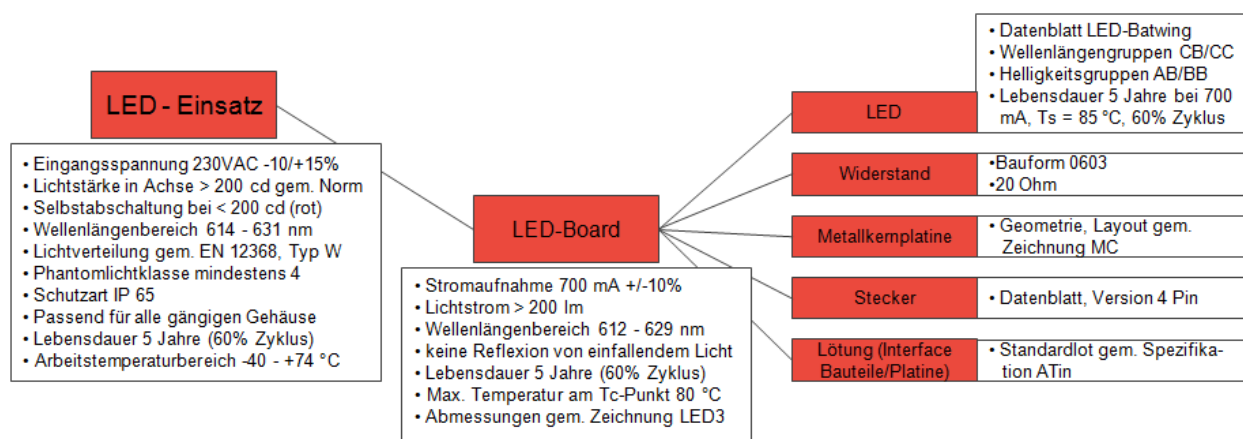 LED - Einsatz
• Eingangsspannung 230VAC -10/+15%
• Lichtstärke in Achse > 200 cd gem. Norm
• Selbstabschaltung bei < 200 cd (rot)
• Wellenlängenbereich 614 - 631 nm
• Lichtverteilung gem. EN 12368, Typ W
• Phantomlichtklasse mindestens 4
• Schutzart IP 65
• Passend für alle gängigen Gehäuse
• Lebensdauer 5 Jahre (60% Zyklus)
• Arbeitstemperaturbereich -40 - +74 °C
LED-Board
• Stromaufnahme 700 mA +/-10%
• Lichtstrom > 200 lm
• Wellenlängenbereich 612 - 629 nm
• keine Reflexion von einfallendem Licht
• Lebensdauer 5 Jahre (60% Zyklus)
• Max. Temperatur am Tc-Punkt 80 °C
• Abmessungen gem. Zeichnung LED3
LED
• Datenblatt LED-Batwing
• Wellenlängengruppen CB/CC
• Helligkeitsgruppen AB/BB
• Lebensdauer 5 Jahre bei 700
mA, Ts = 85 °C, 60% Zyklus
Widerstand
•Bauform 0603
•20 Ohm
Metallkernplatine
• Geometrie, Layout gem.
Zeichnung MC
Stecker
• Datenblatt, Version 4 Pin
Lötung (Interface
Bauteile/Platine)
• Standardlot gem. Spezifika-
tion ATin